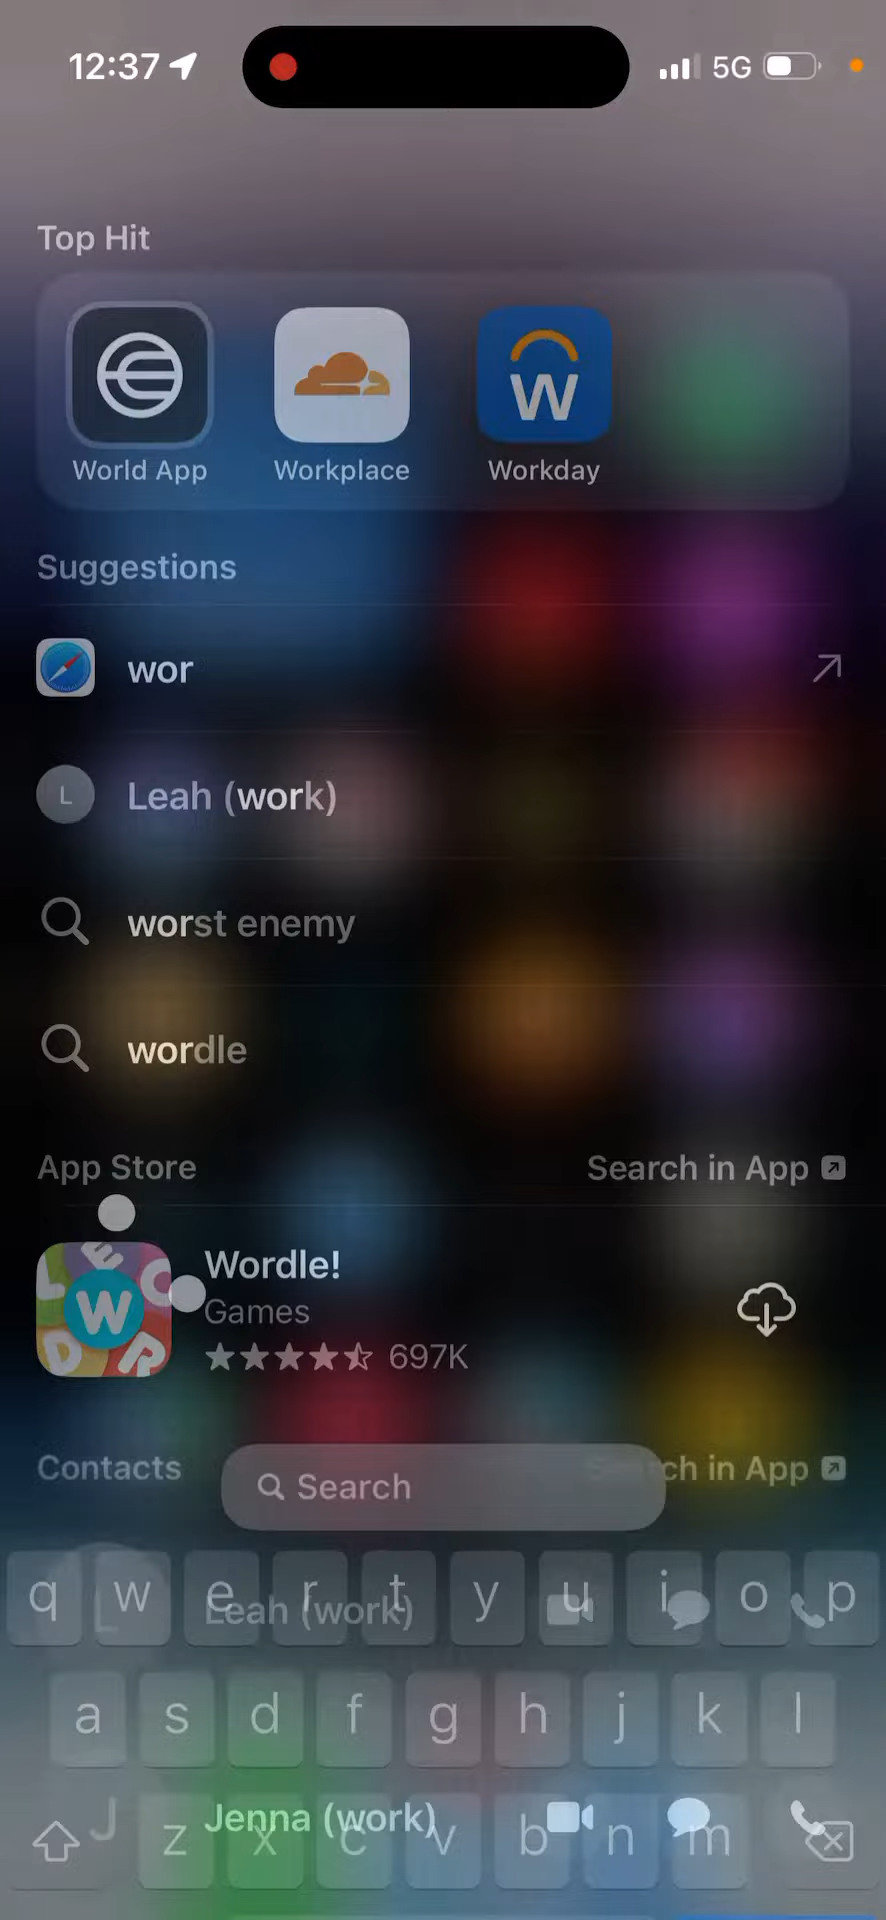 12:37
5G
Top Hit
World App
Workplace
Workday
Suggestions
wor
L
Leah (work)
worst enemy
wordle
App Store
Search in App
Wordle!
Games
697K
Contacts
Search in App
Search
q w e r t y u i o p
L
Leah (work)
a s d f g h j k l
J
Jenna (work)
z x c v b n m